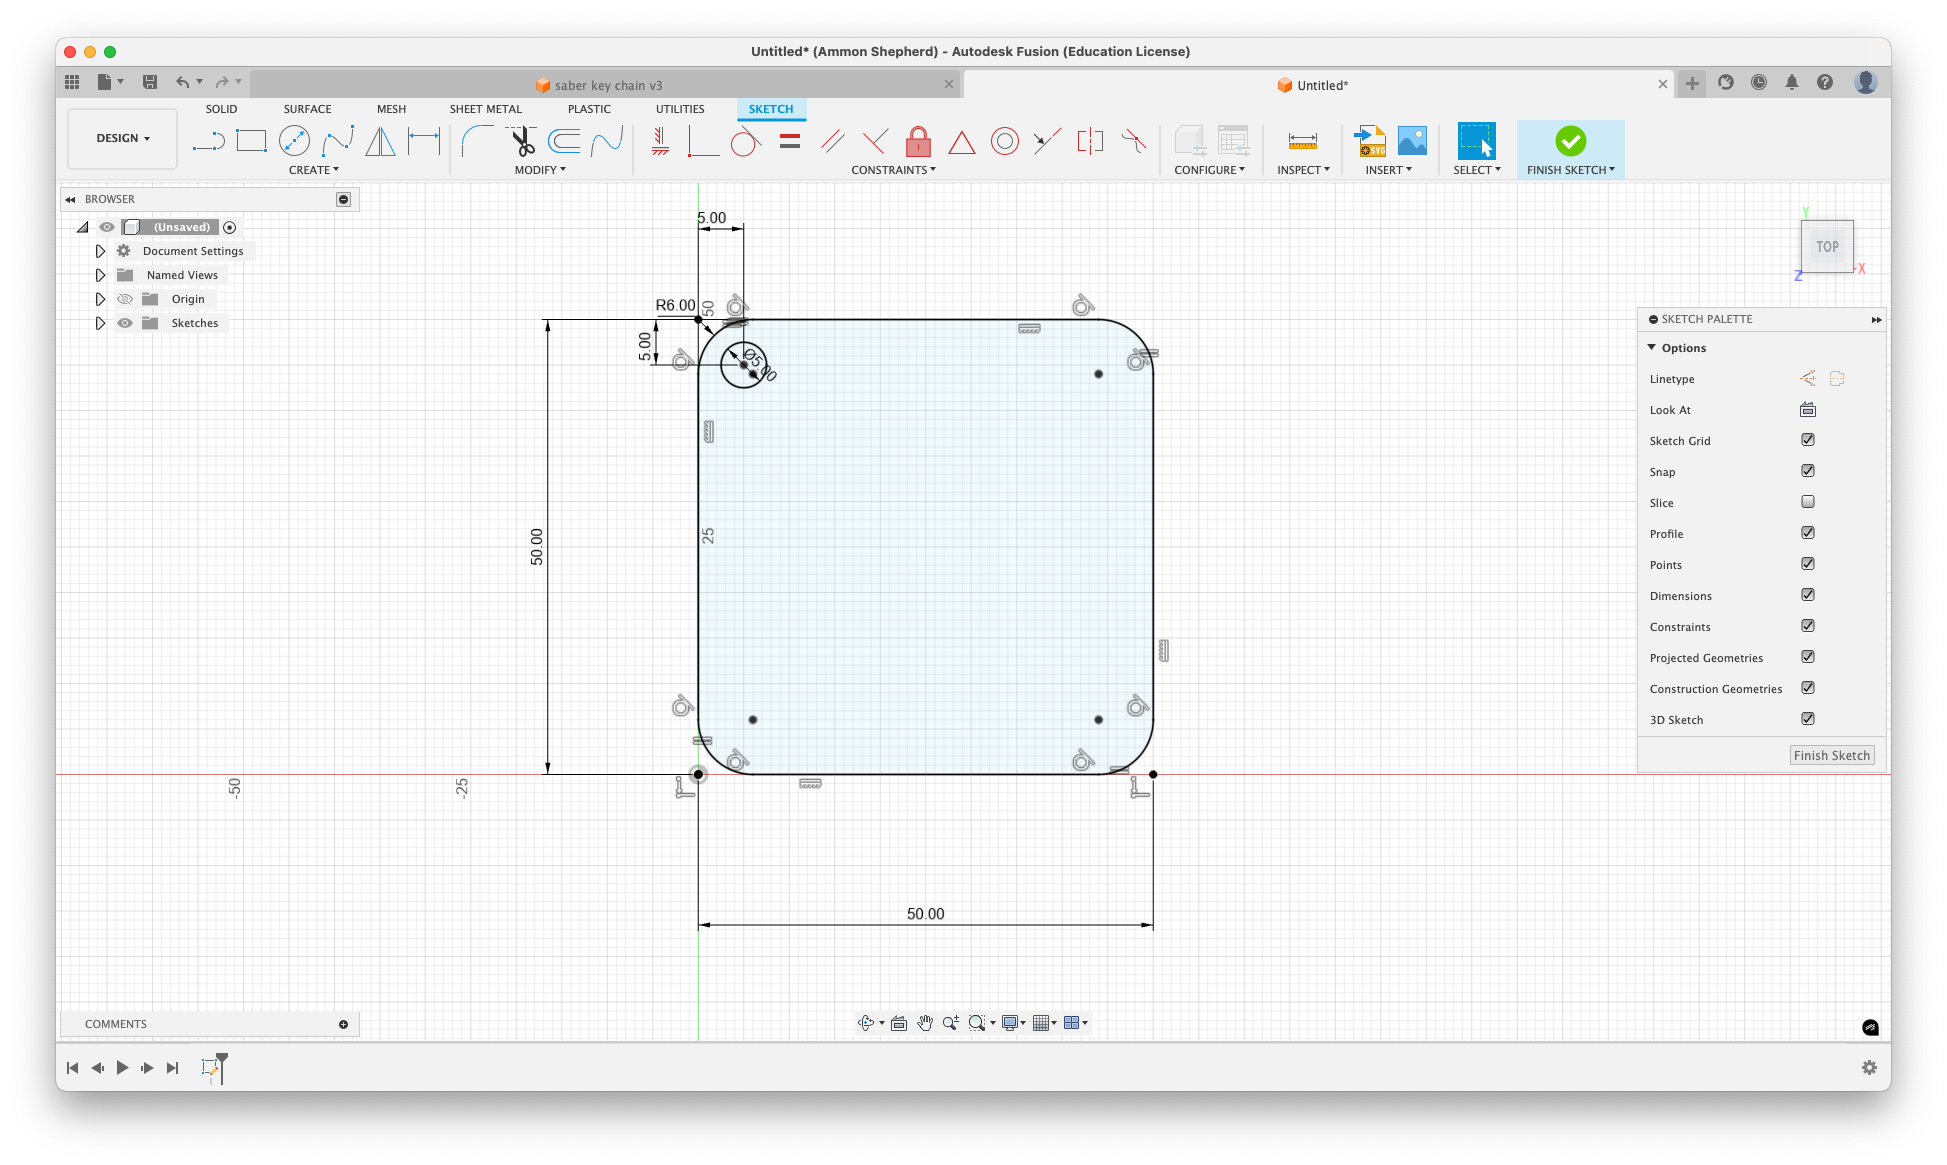 Untitled* (Ammon Shepherd) - Autodesk Fusion (Education License)
saber key chain v3
Untitled*
SOLID SURFACE MESH SHEET METAL PLASTIC UTILITIES SKETCH
DESIGN
SVG
CREATE MODIFY CONSTRAINTS CONFIGURE INSPECT INSERT SELECT FINISH SKETCH
BROWSER
(Unsaved)
Document Settings
Named Views
Origin
Sketches
5.00
R6.00
50
5.00
Ø5.00
50.00
25
-50
-25
50.00
Y
TOP
X
Z
SKETCH PALETTE
Options
Linetype
Look At
Sketch Grid
Snap
Slice
Profile
Points
Dimensions
Constraints
Projected Geometries
Construction Geometries
3D Sketch
Finish Sketch
COMMENTS